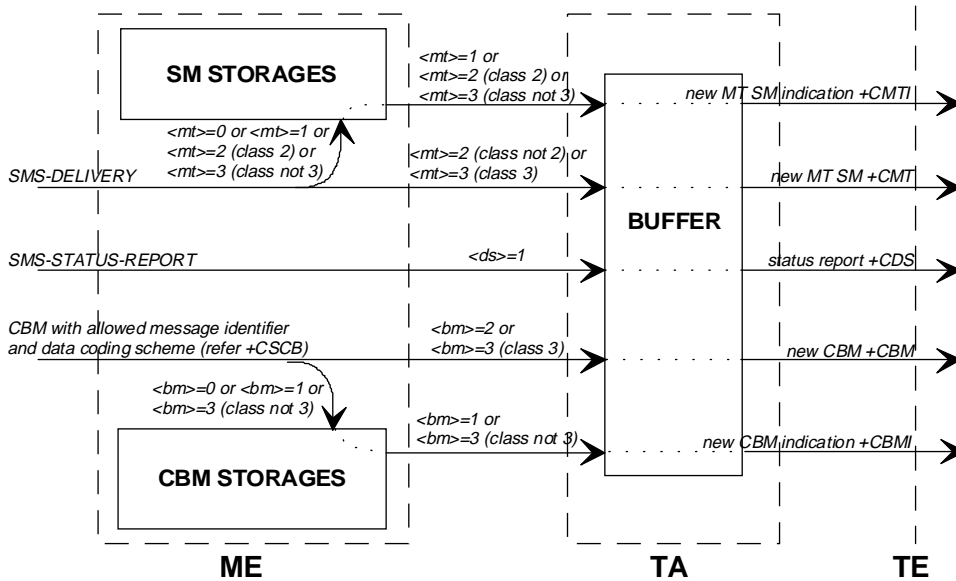 SM STORAGES
<mt>=1 or
<mt>=2 (class 2) or
<mt>=3 (class not 3)
new MT SM indication +CMTI
<mt>=0 or <mt>=1 or
<mt>=2 (class 2) or
<mt>=3 (class not 3)
SMS-DELIVERY
<mt>=2 (class not 2) or
<mt>=3 (class 3)
new MT SM +CMT
BUFFER
SMS-STATUS-REPORT
<ds>=1
status report +CDS
CBM with allowed message identifier
and data coding scheme (refer +CSCB)
<bm>=2 or
<bm>=3 (class 3)
new CBM +CBM
<bm>=0 or <bm>=1 or
<bm>=3 (class not 3)
<bm>=1 or
<bm>=3 (class not 3)
new CBM indication +CBMI
CBM STORAGES
ME
TA
TE